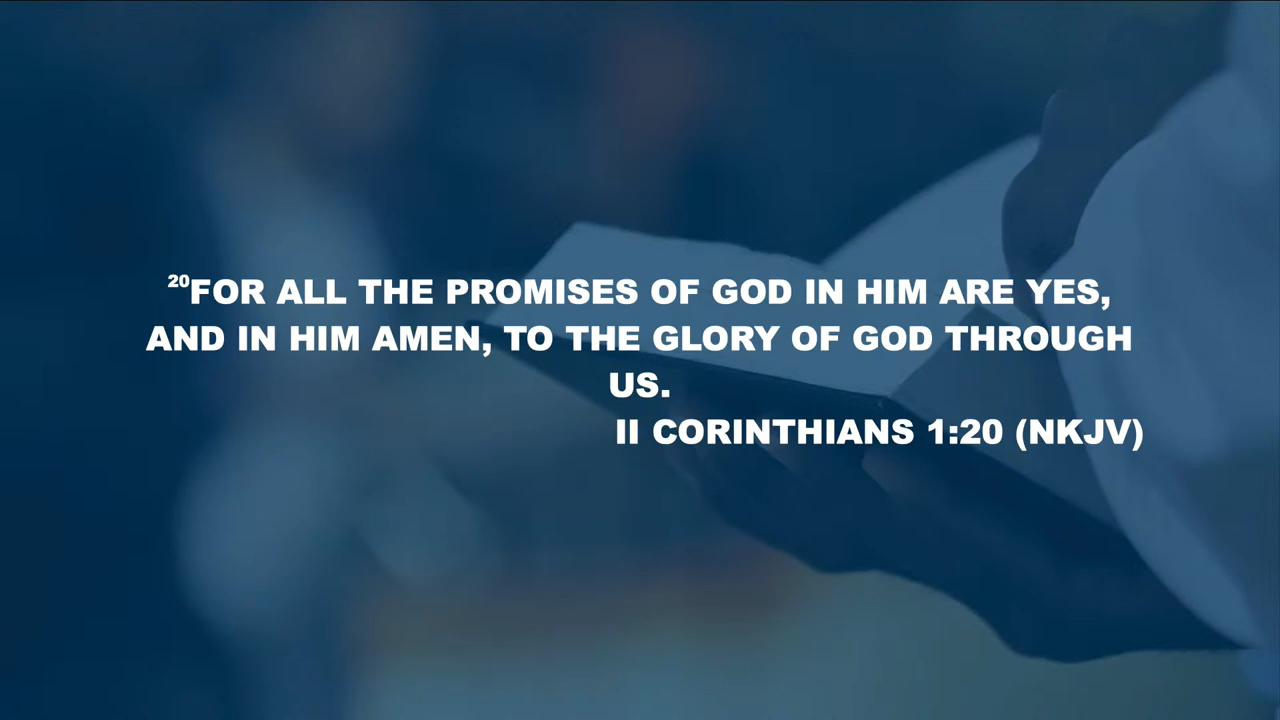 20FOR ALL THE PROMISES OF GOD IN HIM ARE YES,
AND IN HIM AMEN, TO THE GLORY OF GOD THROUGH
US.
II CORINTHIANS 1:20 (NKJV)